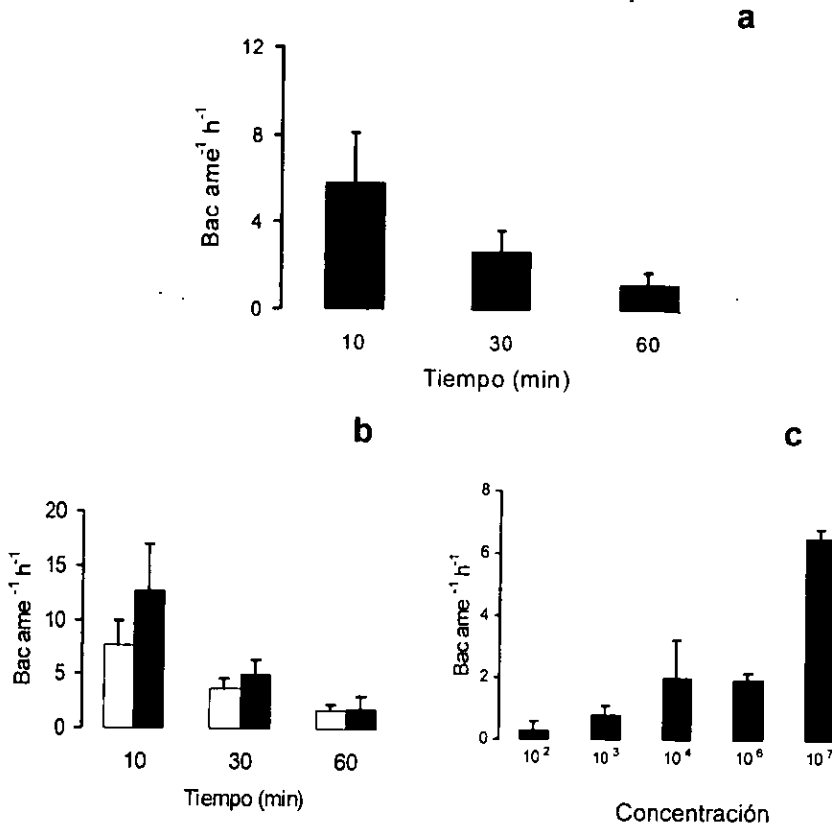 a
12
8
4
0
Bac ame⁻¹ h⁻¹
10 30 60
Tiempo (min)
b
20
15
10
5
0
Bac ame⁻¹ h⁻¹
10 30 60
Tiempo (min)
c
8
6
4
2
0
Bac ame⁻¹ h⁻¹
10² 10³ 10⁴ 10⁶ 10⁷
Concentración